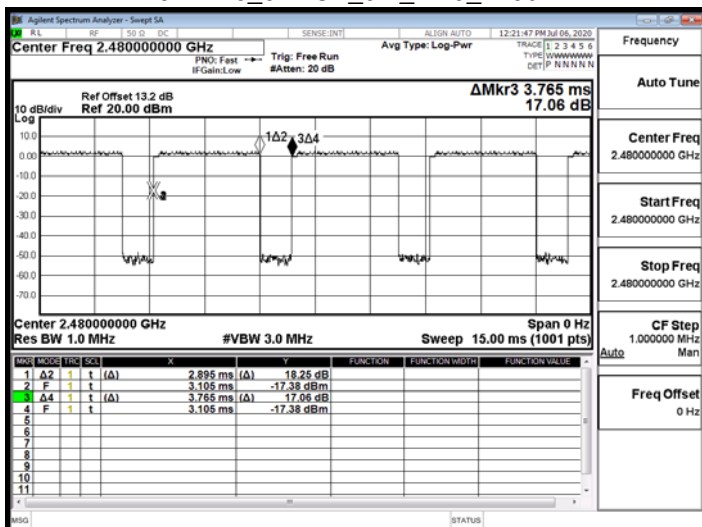 Agilent Spectrum Analyzer - Swept SA
RL RF 50 Ω DC SENSE:INT ALIGN AUTO 12:21:47 PM Jul 06, 2020
Center Freq 2.480000000 GHz
PNO: Fast
IFGain:Low
Trig: Free Run
#Atten: 20 dB
Avg Type: Log-Pwr
TRACE 1 2 3 4 5 6
TYPE WWWWWW
DET P N N N N N
Frequency
ΔMkr3 3.765 ms
17.06 dB
Ref Offset 13.2 dB
10 dB/div Ref 20.00 dBm
Log
10.0
0.00
-10.0
-20.0
-30.0
-40.0
-50.0
-60.0
-70.0
1Δ2
3Δ4
Center 2.480000000 GHz Span 0 Hz
Res BW 1.0 MHz #VBW 3.0 MHz Sweep 15.00 ms (1001 pts)
MKR MODE TRC SCL X Y FUNCTION FUNCTION WIDTH FUNCTION VALUE
1 Δ2 1 t (Δ) 2.895 ms (Δ) 18.25 dB
2 F 1 t 3.105 ms -17.38 dBm
3 Δ4 1 t (Δ) 3.765 ms (Δ) 17.06 dB
4 F 1 t 3.105 ms -17.38 dBm
5
6
7
8
9
10
11
MSG STATUS
Auto Tune
Center Freq
2.480000000 GHz
Start Freq
2.480000000 GHz
Stop Freq
2.480000000 GHz
CF Step
1.000000 MHz
Auto Man
Freq Offset
0 Hz